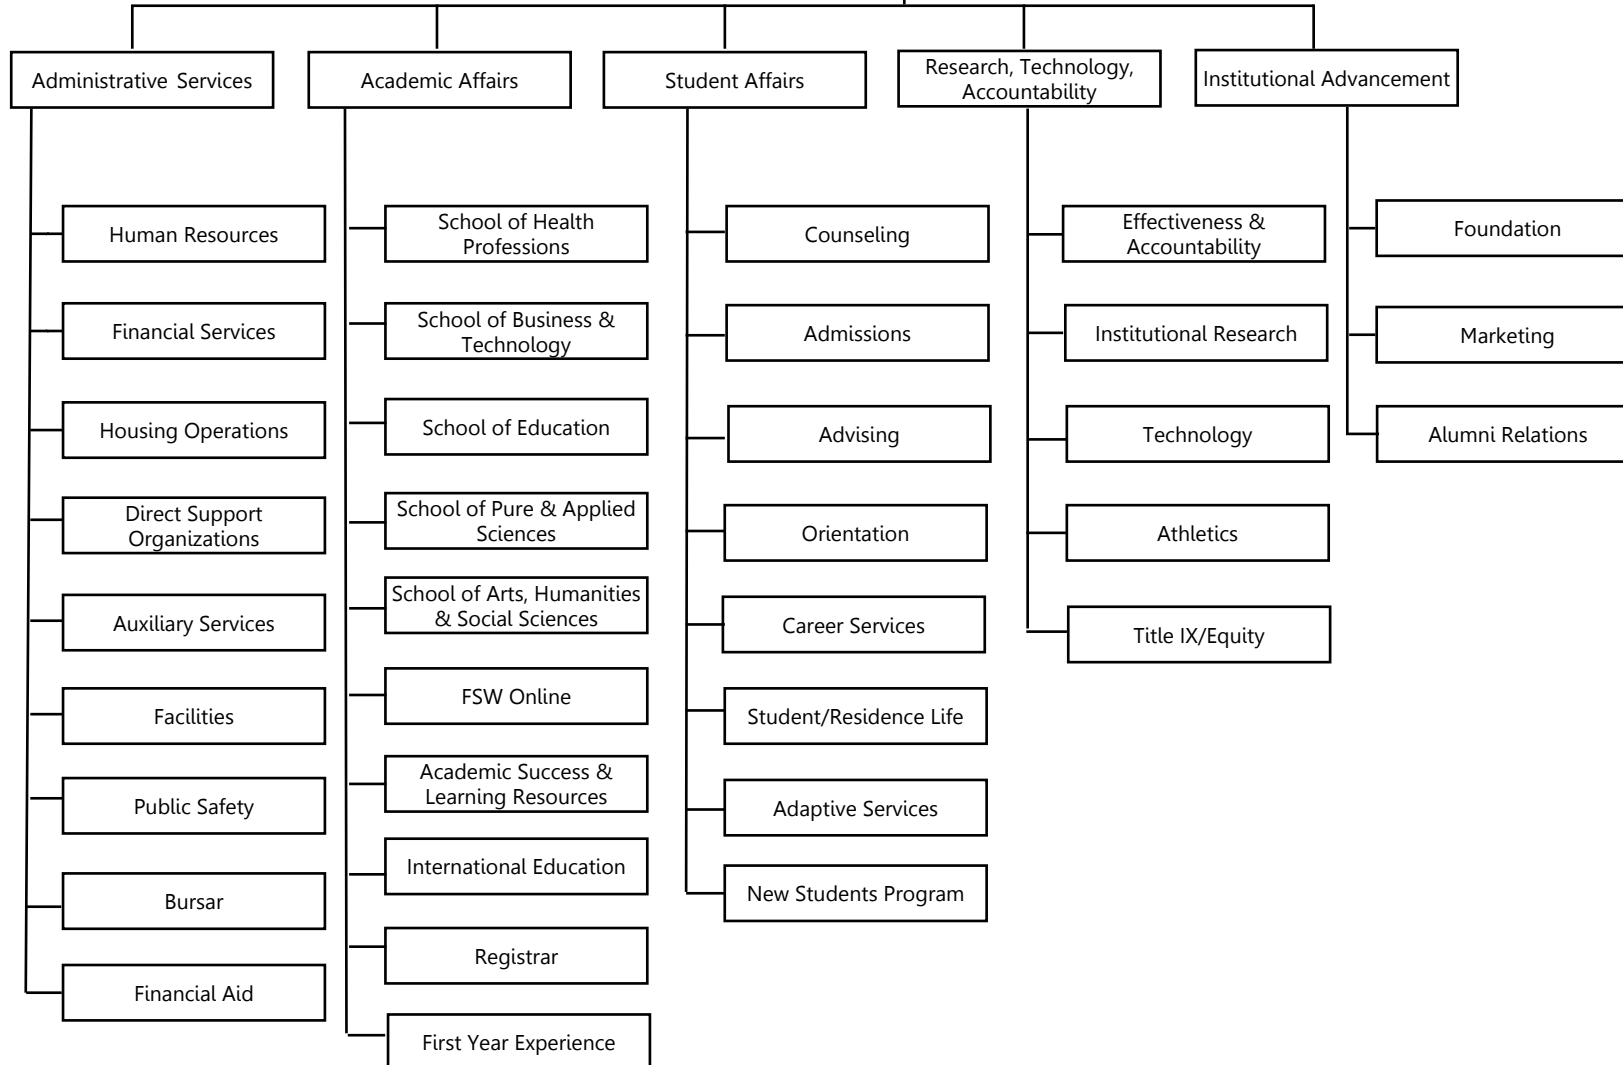 Administrative Services
Academic Affairs
Student Affairs
Research, Technology,
Accountability
Institutional Advancement
Human Resources
Financial Services
Housing Operations
Direct Support
Organizations
Auxiliary Services
Facilities
Public Safety
Bursar
Financial Aid
School of Health
Professions
School of Business &
Technology
School of Education
School of Pure & Applied
Sciences
School of Arts, Humanities
& Social Sciences
FSW Online
Academic Success &
Learning Resources
International Education
Registrar
First Year Experience
Counseling
Admissions
Advising
Orientation
Career Services
Student/Residence Life
Adaptive Services
New Students Program
Effectiveness &
Accountability
Institutional Research
Technology
Athletics
Title IX/Equity
Foundation
Marketing
Alumni Relations